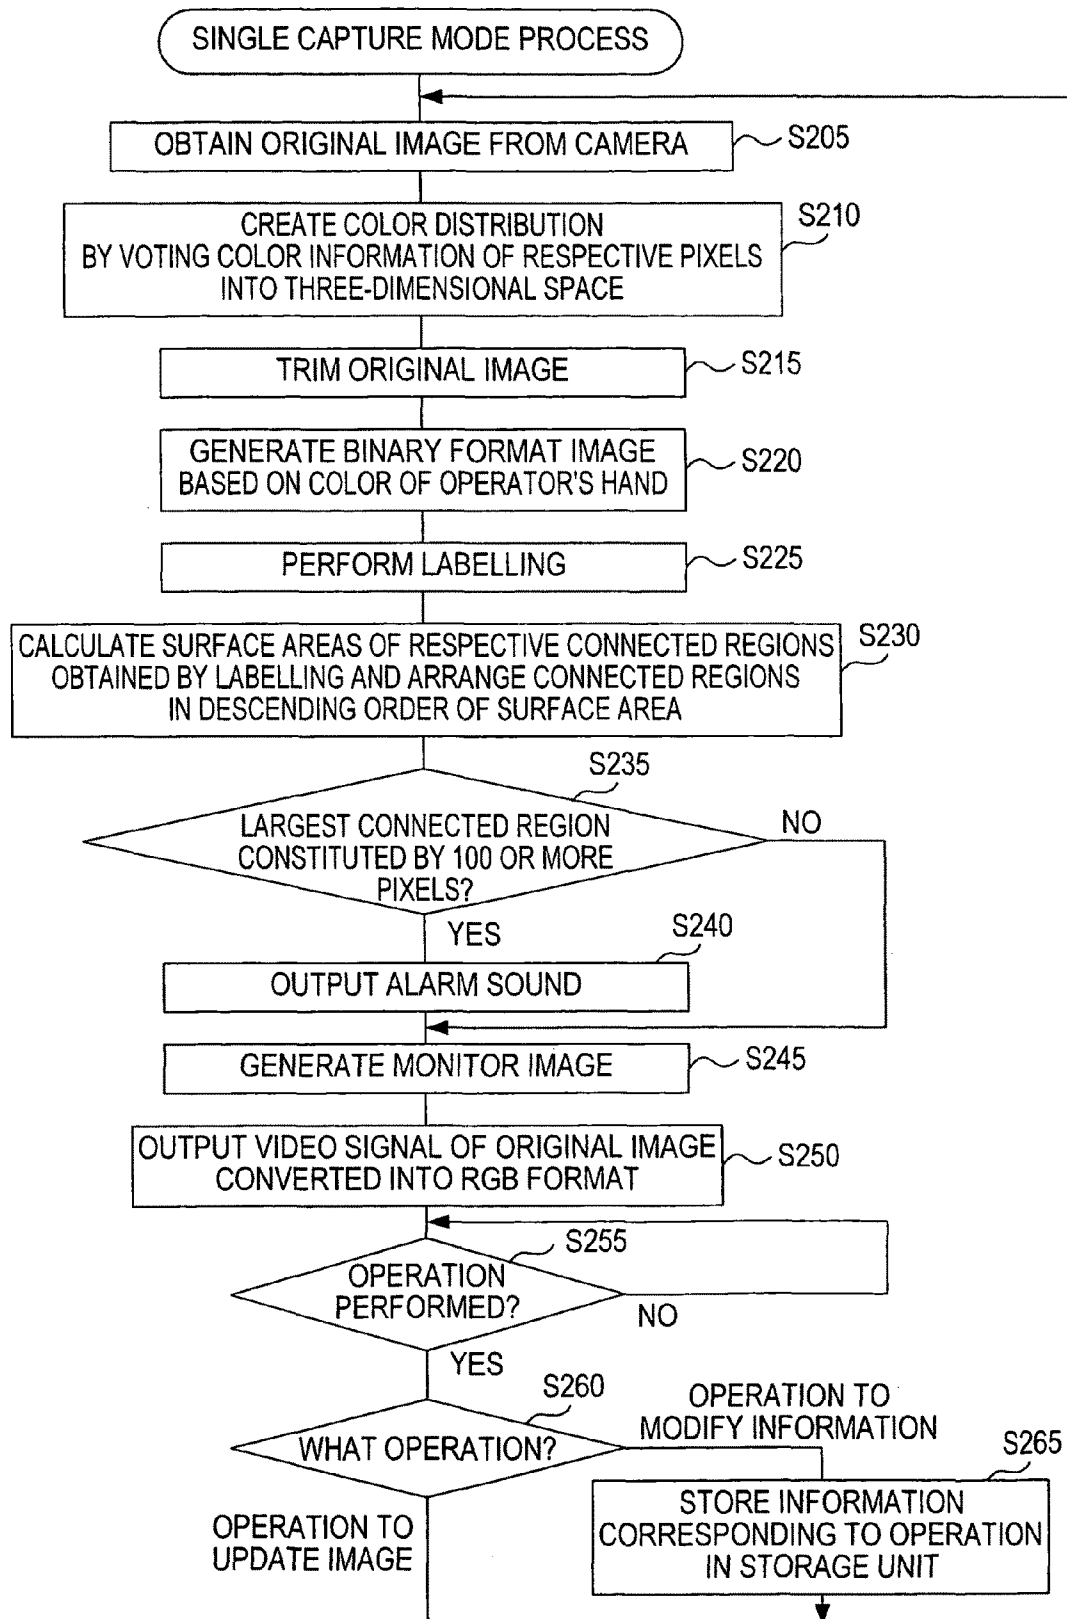 SINGLE CAPTURE MODE PROCESS
OBTAIN ORIGINAL IMAGE FROM CAMERA
S205
CREATE COLOR DISTRIBUTION
BY VOTING COLOR INFORMATION OF RESPECTIVE PIXELS
INTO THREE-DIMENSIONAL SPACE
S210
TRIM ORIGINAL IMAGE
S215
GENERATE BINARY FORMAT IMAGE
BASED ON COLOR OF OPERATOR'S HAND
S220
PERFORM LABELLING
S225
CALCULATE SURFACE AREAS OF RESPECTIVE CONNECTED REGIONS
OBTAINED BY LABELLING AND ARRANGE CONNECTED REGIONS
IN DESCENDING ORDER OF SURFACE AREA
S230
S235
LARGEST CONNECTED REGION
CONSTITUTED BY 100 OR MORE
PIXELS?
NO
YES
S240
OUTPUT ALARM SOUND
GENERATE MONITOR IMAGE
S245
OUTPUT VIDEO SIGNAL OF ORIGINAL IMAGE
CONVERTED INTO RGB FORMAT
S250
S255
OPERATION
PERFORMED?
NO
YES
S260
WHAT OPERATION?
OPERATION TO
MODIFY INFORMATION
S265
STORE INFORMATION
CORRESPONDING TO OPERATION
IN STORAGE UNIT
OPERATION TO
UPDATE IMAGE